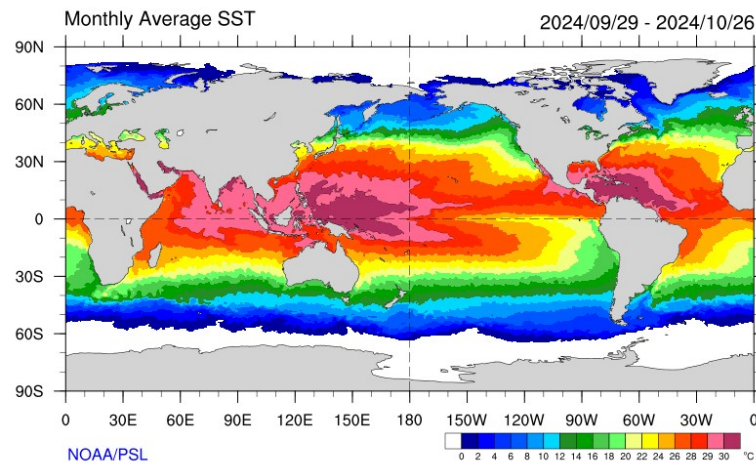 Monthly Average SST 2024/09/29 - 2024/10/26
90N
60N
30N
0
30S
60S
90S
0 30E 60E 90E 120E 150E 180 150W 120W 90W 60W 30W 0
NOAA/PSL
0 2 4 6 8 10 12 14 16 18 20 22 24 26 28 29 30 °C